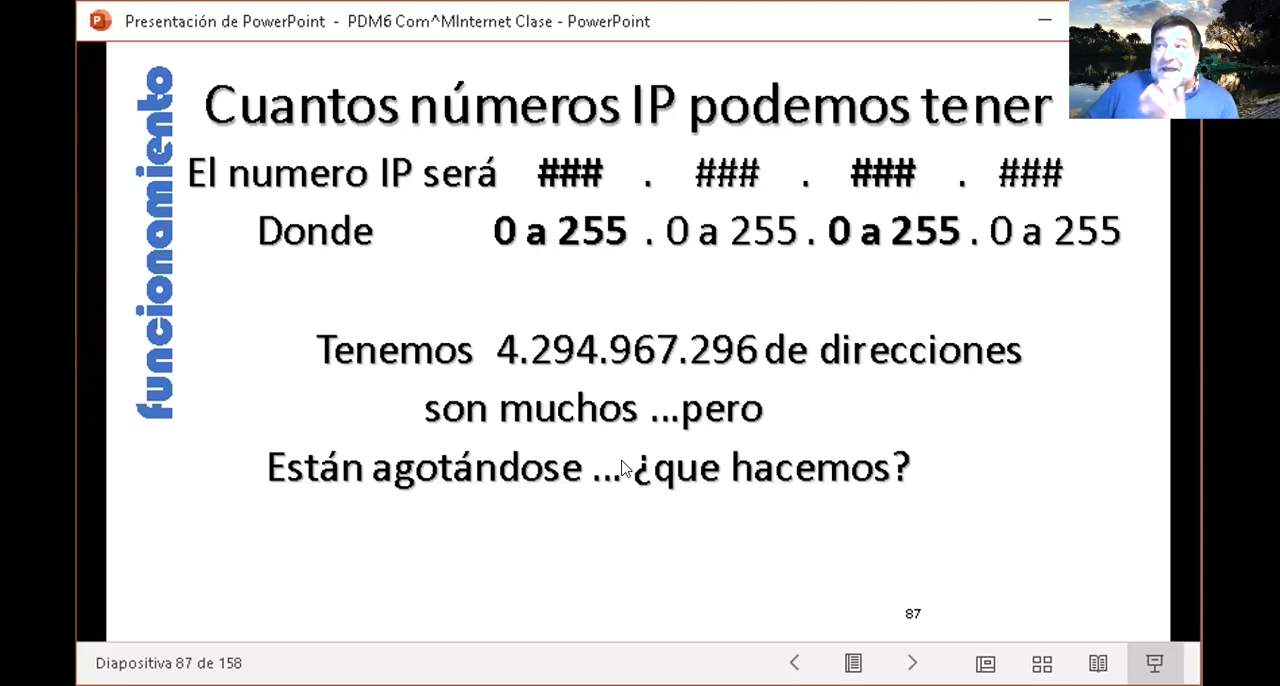 Presentación de PowerPoint - PDM6 Com^MInternet Clase - PowerPoint
funcionamiento
Cuantos números IP podemos tener
El numero IP será ### . ### . ### . ###
Donde 0 a 255 . 0 a 255 . 0 a 255 . 0 a 255
Tenemos 4.294.967.296 de direcciones
son muchos ...pero
Están agotándose ...¿que hacemos?
87
Diapositiva 87 de 158